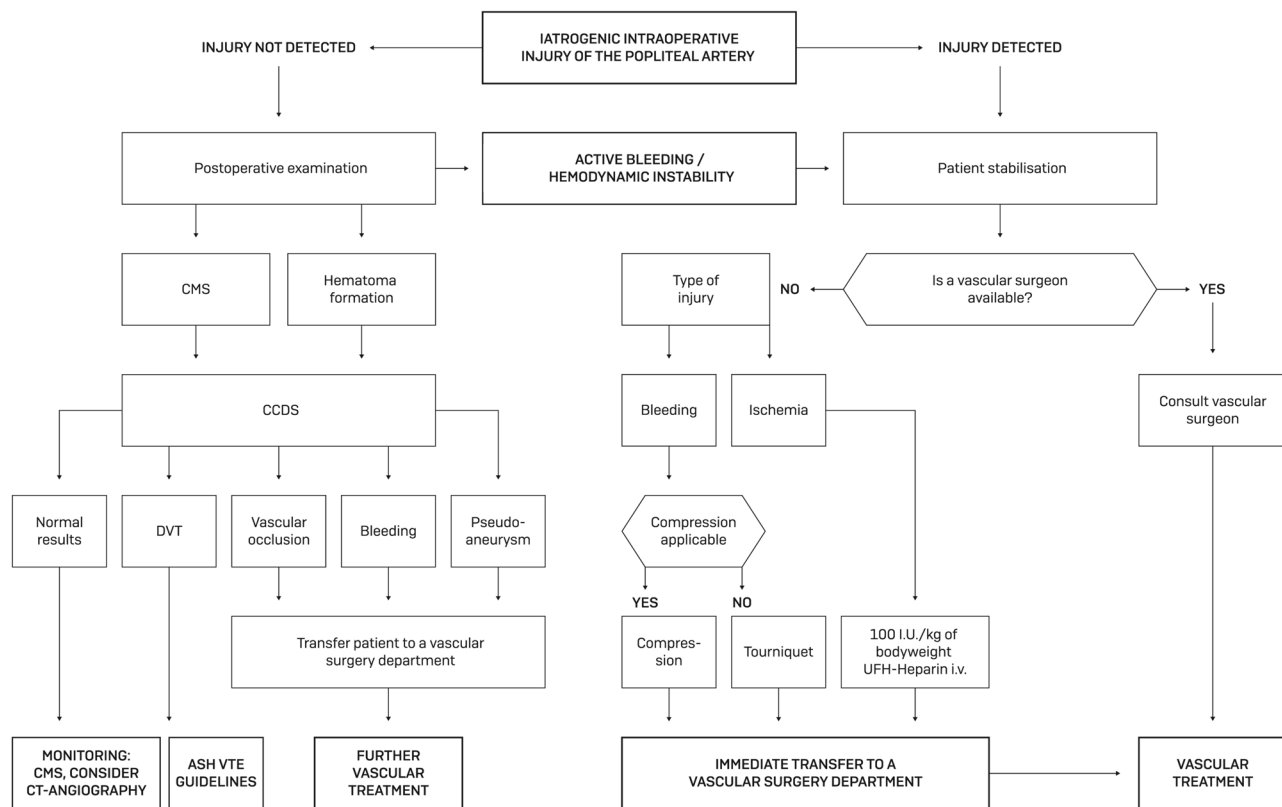 IATROGENIC INTRAOPERATIVE
INJURY OF THE POPLITEAL ARTERY
INJURY NOT DETECTED
INJURY DETECTED
Postoperative examination
ACTIVE BLEEDING /
HEMODYNAMIC INSTABILITY
Patient stabilisation
CMS
Hematoma
formation
Type of
injury
NO
Is a vascular surgeon
available?
YES
CCDS
Bleeding
Ischemia
Consult vascular
surgeon
Normal
results
DVT
Vascular
occlusion
Bleeding
Pseudo-
aneurysm
Compression
applicable
YES
NO
Transfer patient to a vascular
surgery department
Compres-
sion
Tourniquet
100 I.U./kg of
bodyweight
UFH-Heparin i.v.
MONITORING:
CMS, CONSIDER
CT-ANGIOGRAPHY
ASH VTE
GUIDELINES
FURTHER
VASCULAR
TREATMENT
IMMEDIATE TRANSFER TO A
VASCULAR SURGERY DEPARTMENT
VASCULAR
TREATMENT